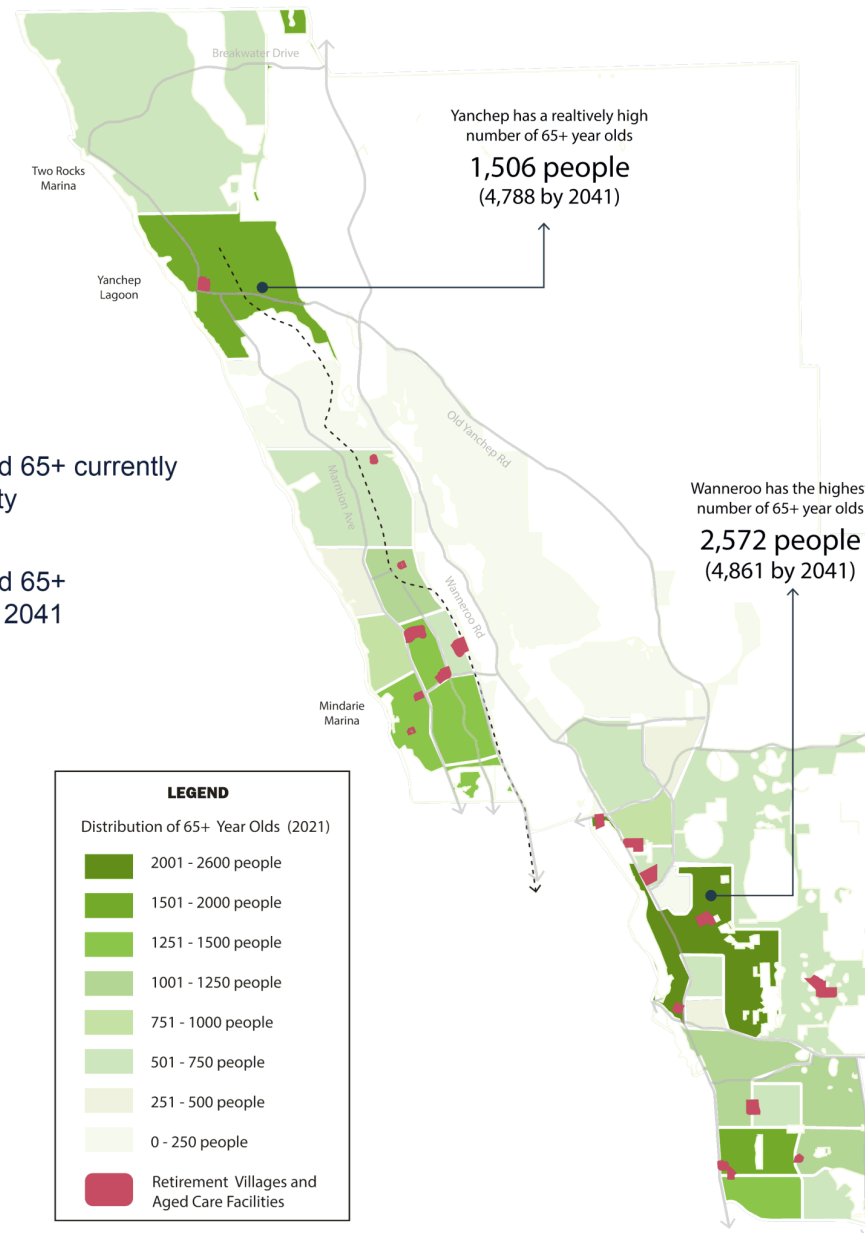 Breakwater Drive
Yanchep has a realtively high
number of 65+ year olds
1,506 people
(4,788 by 2041)
Two Rocks
Marina
Yanchep
Lagoon
Old Yanchep Rd
d 65+ currently
ty
Marmion Ave
Wanneroo has the highest
number of 65+ year olds
2,572 people
(4,861 by 2041)
d 65+
2041
Wanneroo Rd
Mindarie
Marina
LEGEND
Distribution of 65+ Year Olds (2021)
2001 - 2600 people
1501 - 2000 people
1251 - 1500 people
1001 - 1250 people
751 - 1000 people
501 - 750 people
251 - 500 people
0 - 250 people
Retirement Villages and
Aged Care Facilities